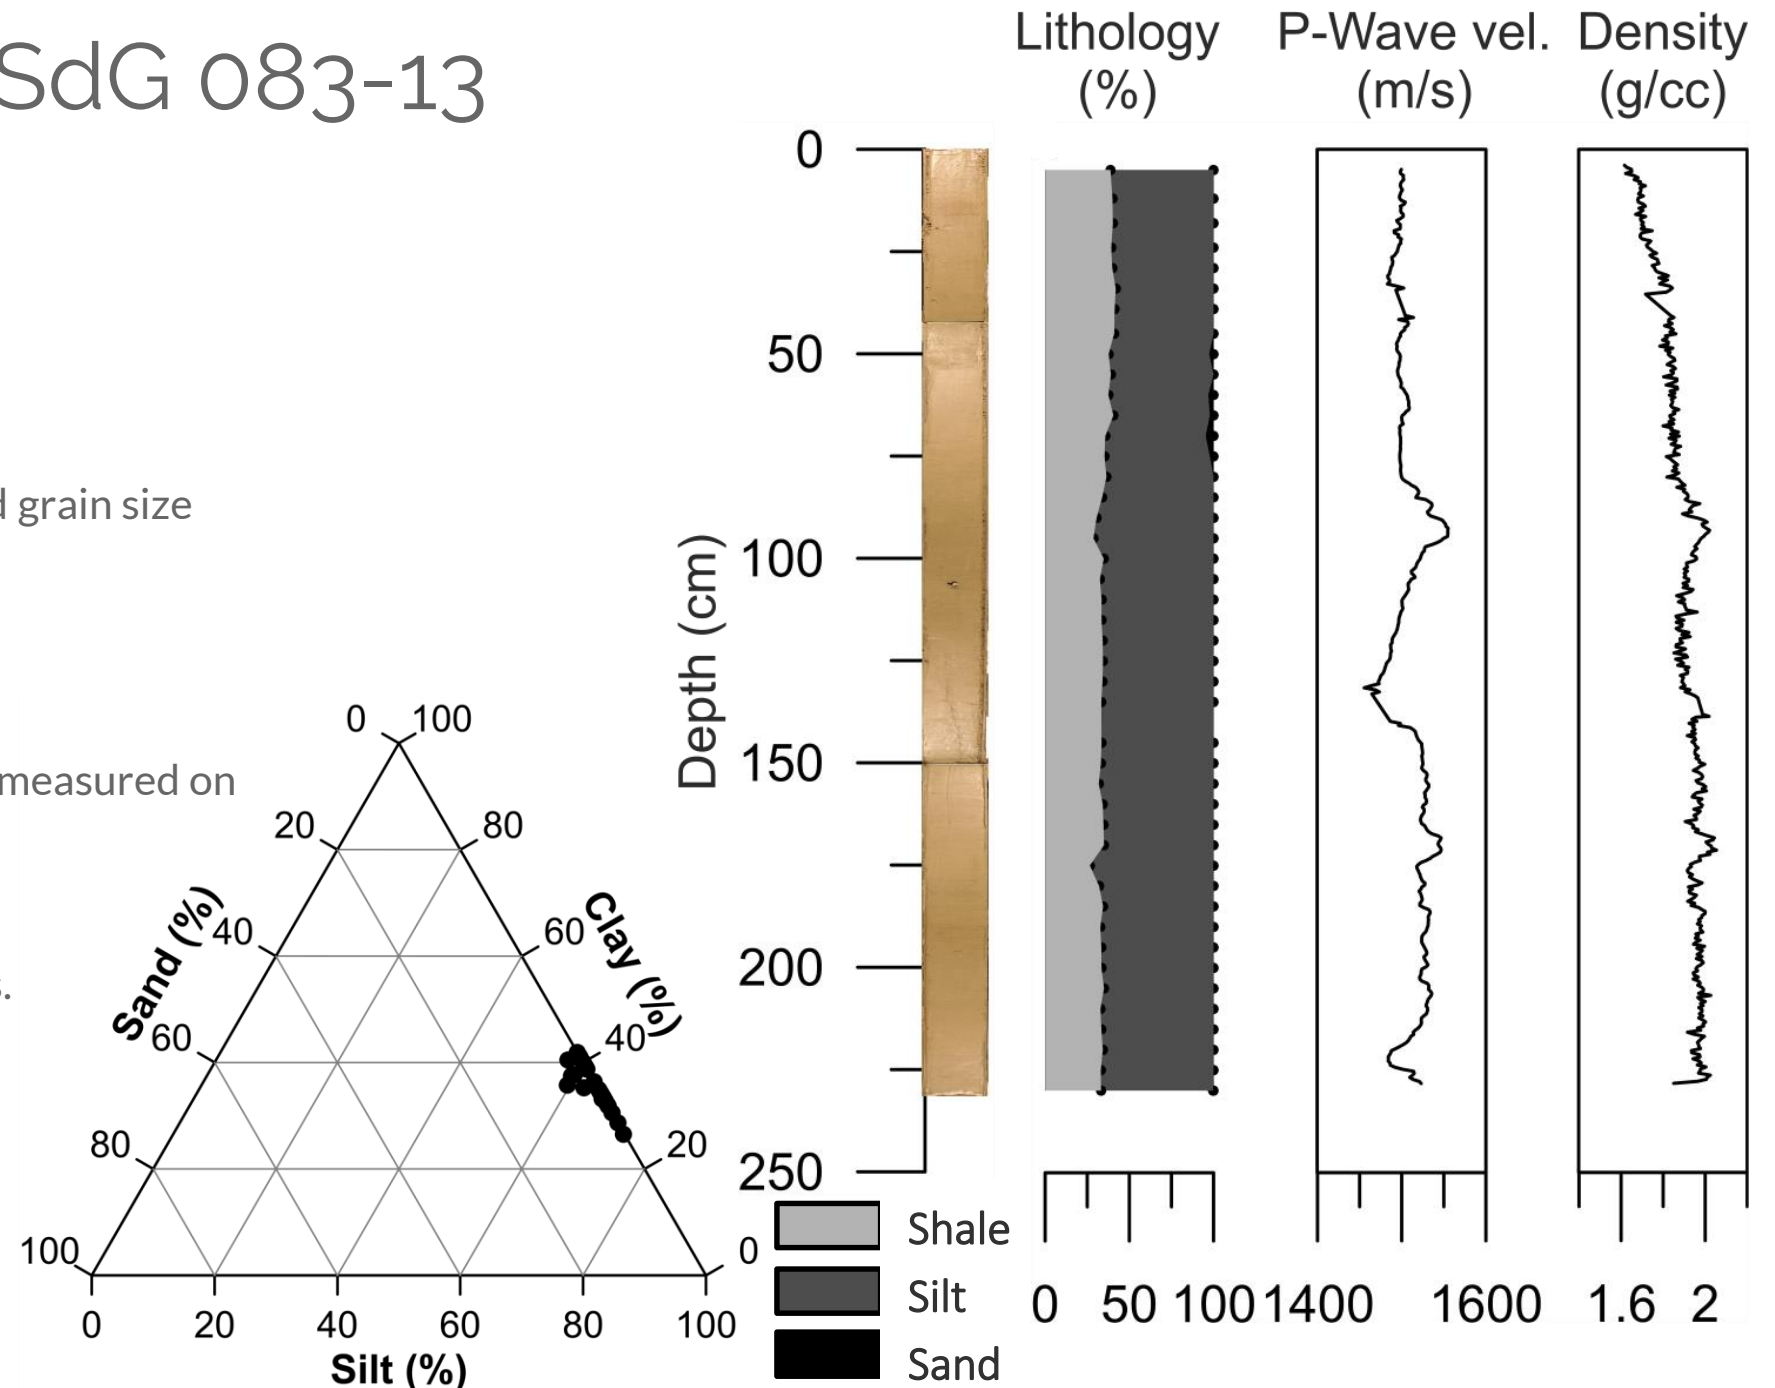 SdG 083-13
grain size
measured on
Lithology
(%)
P-Wave vel.
(m/s)
Density
(g/cc)
Depth (cm)
0
50
100
150
200
250
0
50
100
1400
1600
1.6
2
Shale
Silt
Sand
0
100
20
80
40
60
60
40
80
20
100
0
0
20
40
60
80
100
Sand (%)
Clay (%)
Silt (%)